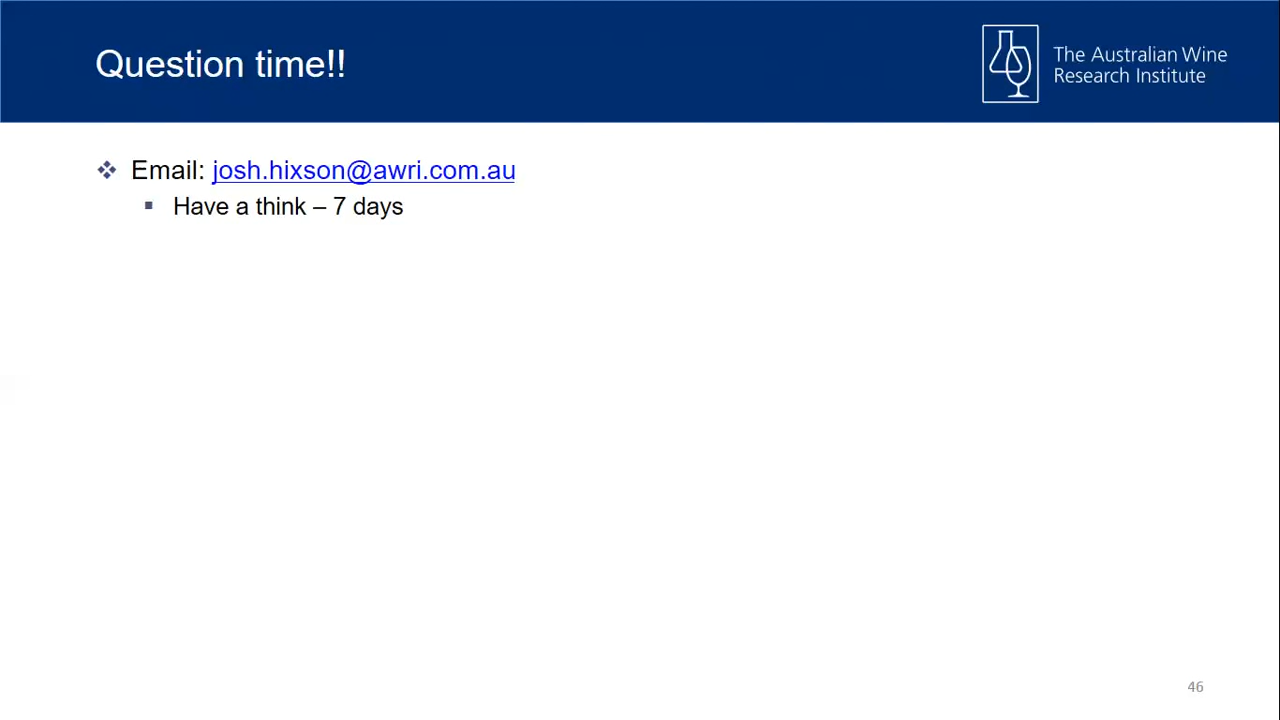 Question time!!
The Australian Wine
Research Institute
Email: josh.hixson@awri.com.au
Have a think – 7 days
46